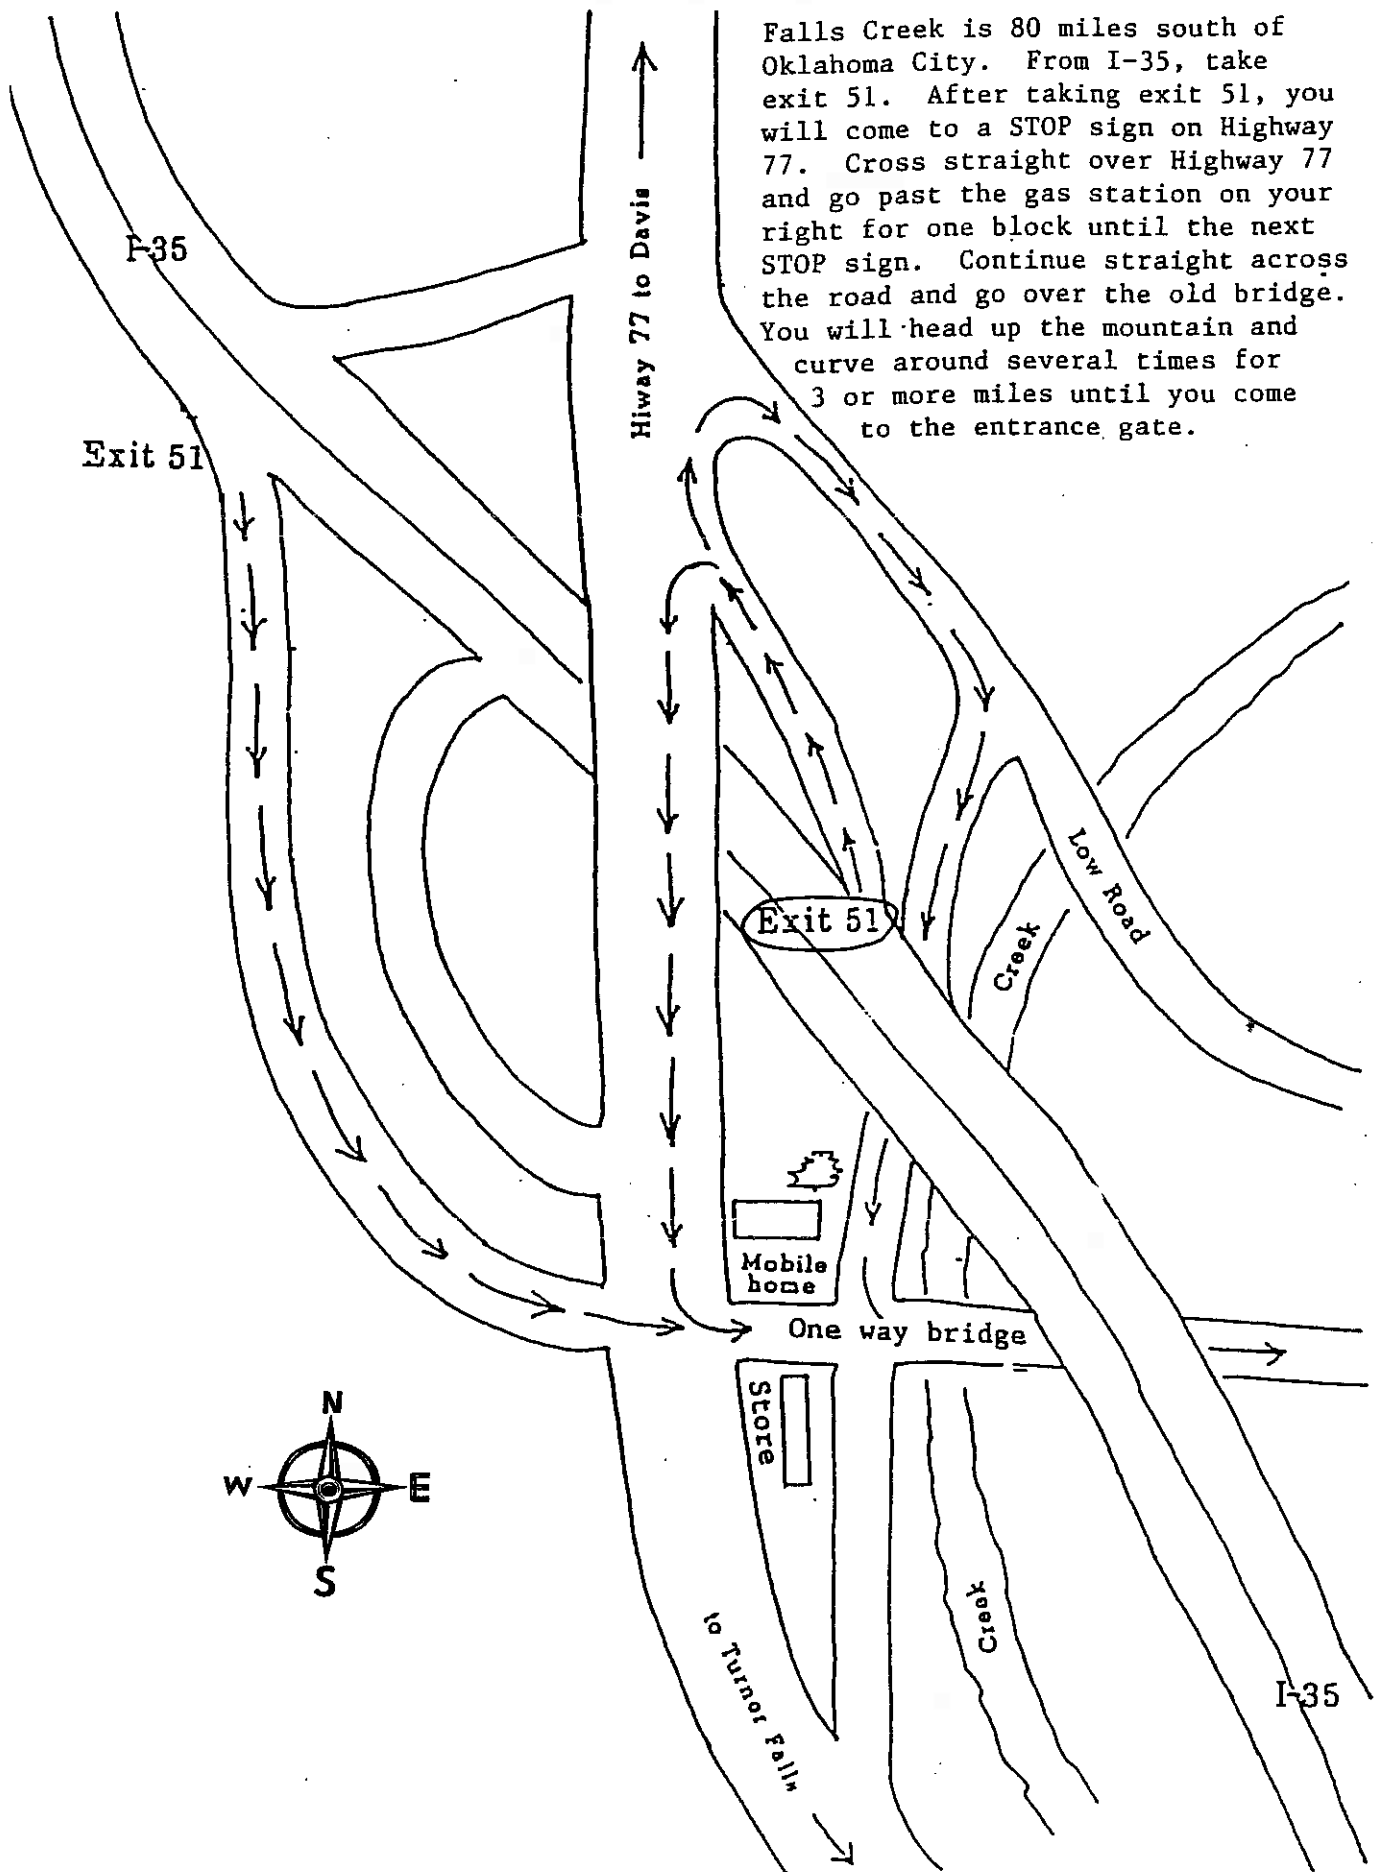 Falls Creek is 80 miles south of
Oklahoma City. From I-35, take
exit 51. After taking exit 51, you
will come to a STOP sign on Highway
77. Cross straight over Highway 77
and go past the gas station on your
right for one block until the next
STOP sign. Continue straight across
the road and go over the old bridge.
You will head up the mountain and
curve around several times for
3 or more miles until you come
to the entrance gate.
I-35
Hiway 77 to Davis
Exit 51
Exit 51
Low Road
Creek
Mobile
home
One way bridge
Store
N
W E
S
Creek
to Turner Falls
I-35